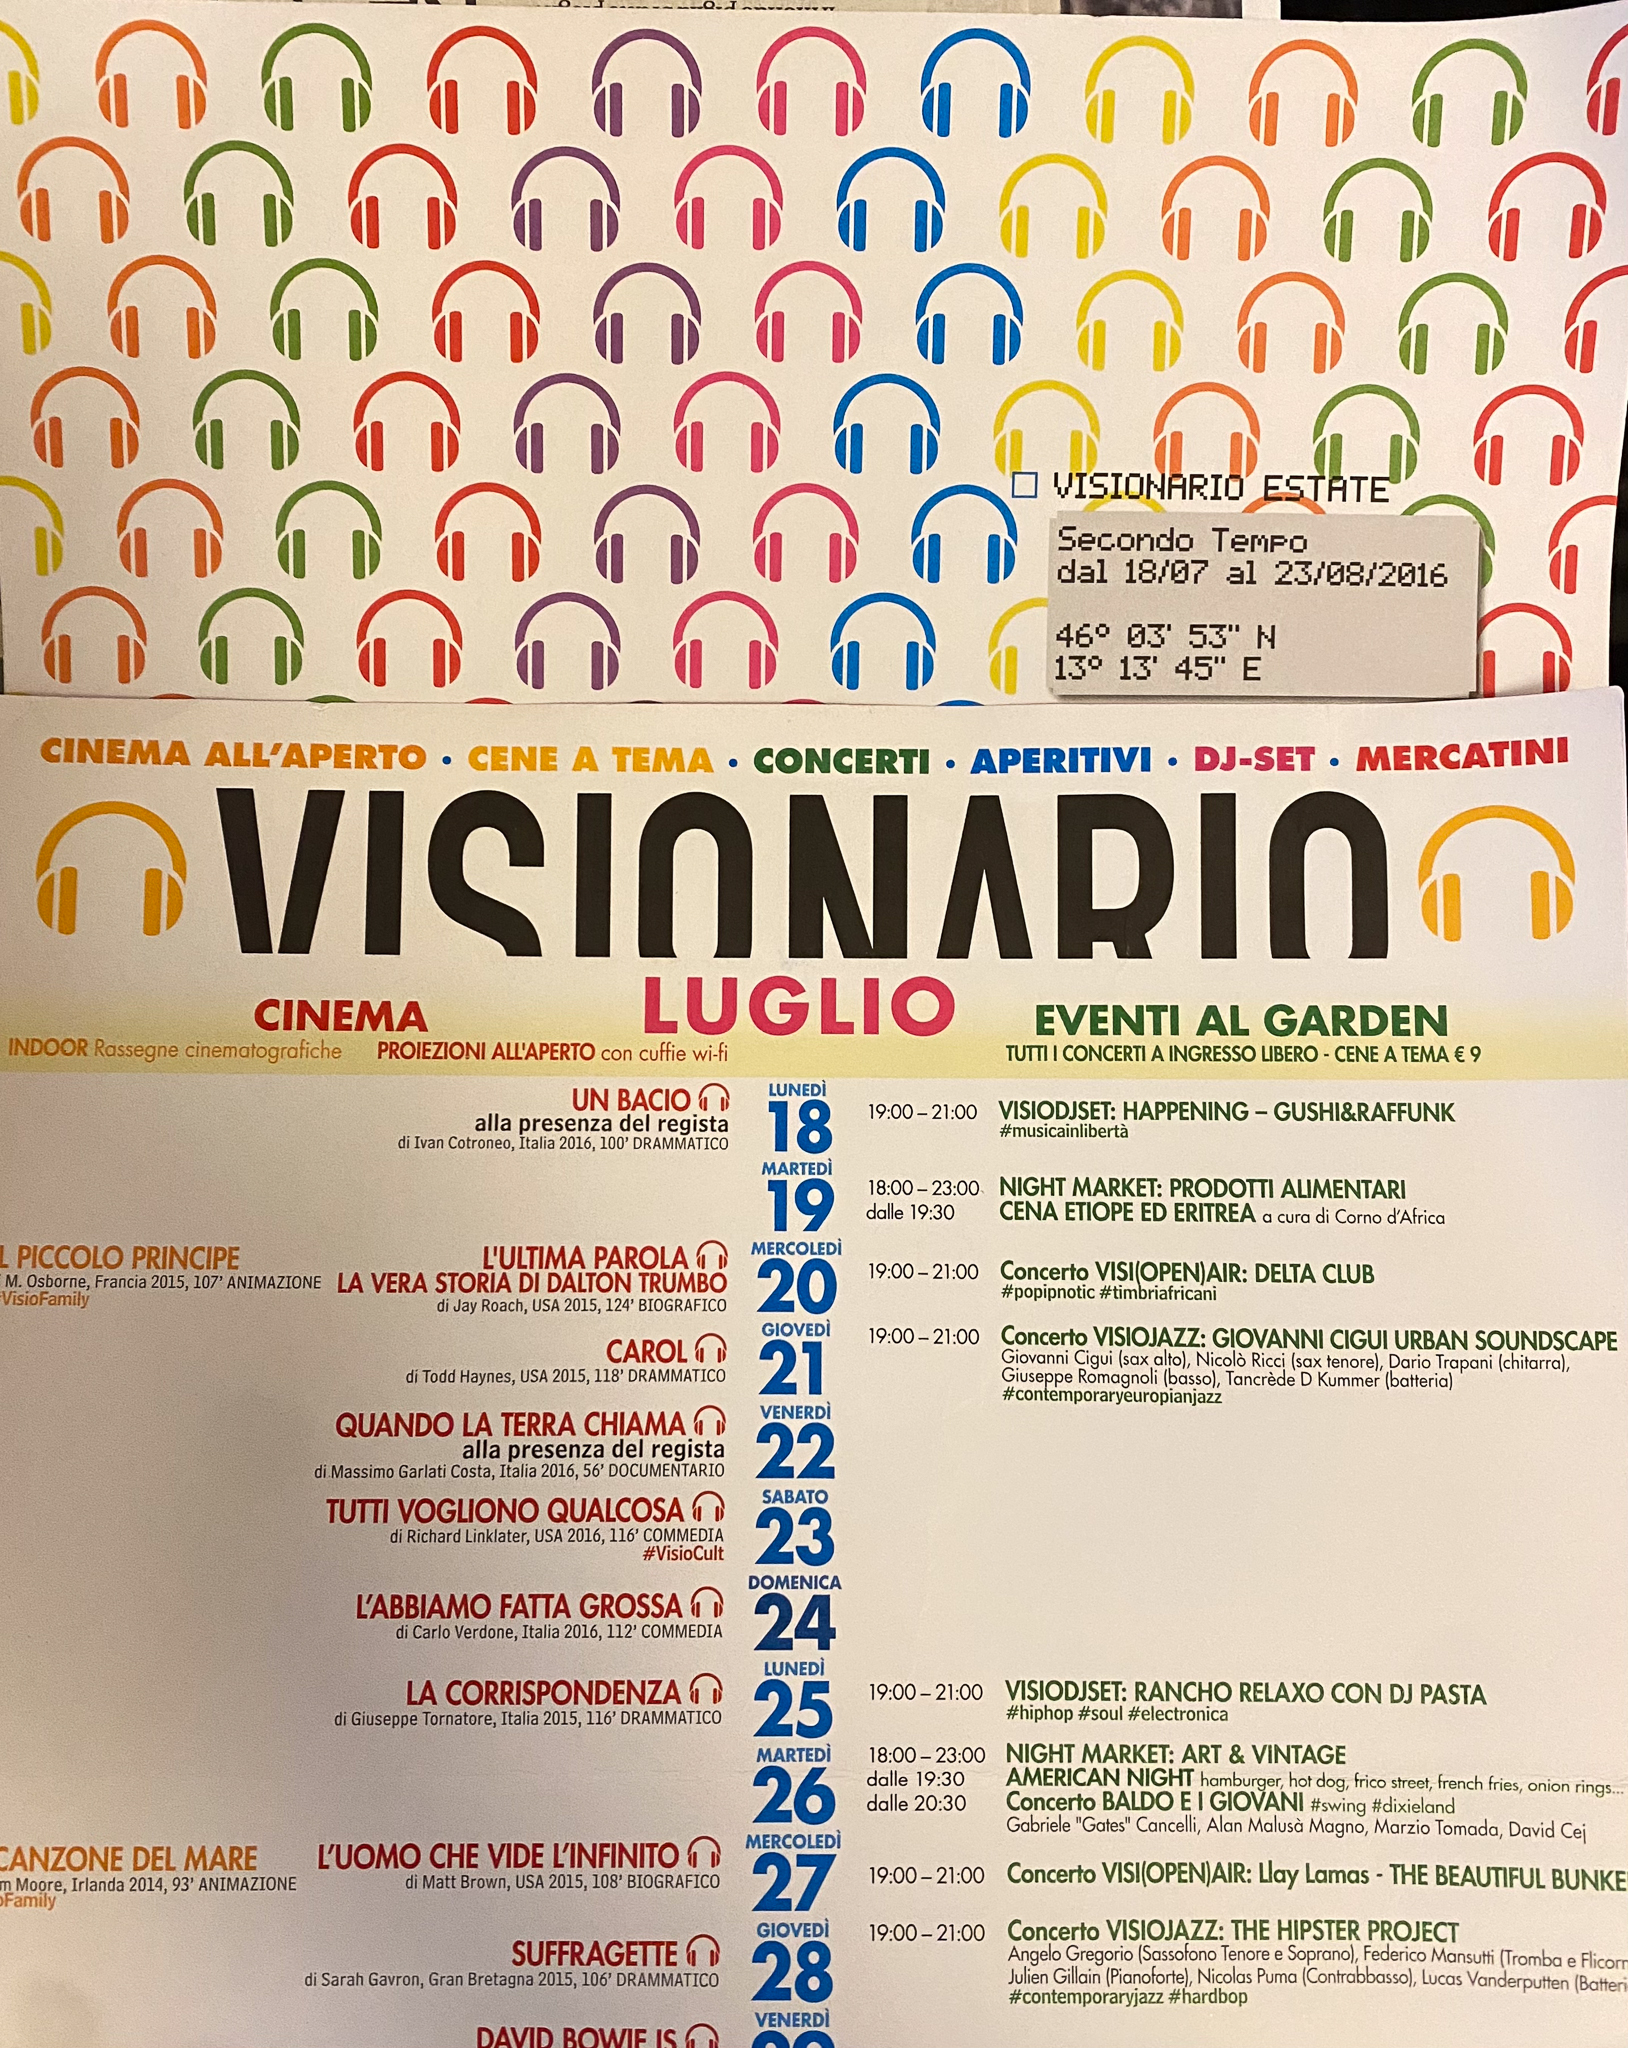 VISIONARIO ESTATE
Secondo Tempo
dal 18/07 al 23/08/2016
46º 03' 53" N
13º 13' 45" E
CINEMA ALL'APERTO • CENE A TEMA • CONCERTI • APERITIVI • DJ-SET • MERCATINI
VISIONARIO
LUGLIO
CINEMA
INDOOR Rassegne cinematografiche PROIEZIONI ALL'APERTO con cuffie wi-fi
EVENTI AL GARDEN
TUTTI I CONCERTI A INGRESSO LIBERO - CENE A TEMA € 9
UN BACIO
alla presenza del regista
di Ivan Cotroneo, Italia 2016, 100' DRAMMATICO
LUNEDÌ
18
19:00 – 21:00 VISIODJSET: HAPPENING – GUSHI&RAFFUNK
#musicainlibertà
MARTEDÌ
19
18:00 – 23:00 NIGHT MARKET: PRODOTTI ALIMENTARI
dalle 19:30 CENA ETIOPE ED ERITREA a cura di Corno d'Africa
L PICCOLO PRINCIPE
M. Osborne, Francia 2015, 107' ANIMAZIONE
#VisioFamily
L'ULTIMA PAROLA
LA VERA STORIA DI DALTON TRUMBO
di Jay Roach, USA 2015, 124' BIOGRAFICO
MERCOLEDÌ
20
19:00 – 21:00 Concerto VISI(OPEN)AIR: DELTA CLUB
#popipnotic #timbriafricani
CAROL
di Todd Haynes, USA 2015, 118' DRAMMATICO
GIOVEDÌ
21
19:00 – 21:00 Concerto VISIOJAZZ: GIOVANNI CIGUI URBAN SOUNDSCAPE
Giovanni Cigui (sax alto), Nicolò Ricci (sax tenore), Dario Trapani (chitarra),
Giuseppe Romagnoli (basso), Tancrède D Kummer (batteria)
#contemporaryeuropianjazz
QUANDO LA TERRA CHIAMA
alla presenza del regista
di Massimo Garlati Costa, Italia 2016, 56' DOCUMENTARIO
VENERDÌ
22
TUTTI VOGLIONO QUALCOSA
di Richard Linklater, USA 2016, 116' COMMEDIA
#VisioCult
SABATO
23
L'ABBIAMO FATTA GROSSA
di Carlo Verdone, Italia 2016, 112' COMMEDIA
DOMENICA
24
LA CORRISPONDENZA
di Giuseppe Tornatore, Italia 2015, 116' DRAMMATICO
LUNEDÌ
25
19:00 – 21:00 VISIODJSET: RANCHO RELAXO CON DJ PASTA
#hiphop #soul #electronica
MARTEDÌ
26
18:00 – 23:00 NIGHT MARKET: ART & VINTAGE
dalle 19:30 AMERICAN NIGHT hamburger, hot dog, frico street, french fries, onion rings...
dalle 20:30 Concerto BALDO E I GIOVANI #swing #dixieland
Gabriele "Gates" Cancelli, Alan Malusà Magno, Marzio Tomada, David Cej
CANZONE DEL MARE
m Moore, Irlanda 2014, 93' ANIMAZIONE
oFamily
L'UOMO CHE VIDE L'INFINITO
di Matt Brown, USA 2015, 108' BIOGRAFICO
MERCOLEDÌ
27
19:00 – 21:00 Concerto VISI(OPEN)AIR: Llay Lamas - THE BEAUTIFUL BUNKE
SUFFRAGETTE
di Sarah Gavron, Gran Bretagna 2015, 106' DRAMMATICO
GIOVEDÌ
28
19:00 – 21:00 Concerto VISIOJAZZ: THE HIPSTER PROJECT
Angelo Gregorio (Sassofono Tenore e Soprano), Federico Mansutti (Tromba e Flicorn
Julien Gillain (Pianoforte), Nicolas Puma (Contrabbasso), Lucas Vanderputten (Batteri
#contemporaryjazz #hardbop
DAVID BOWIE IS
VENERDÌ